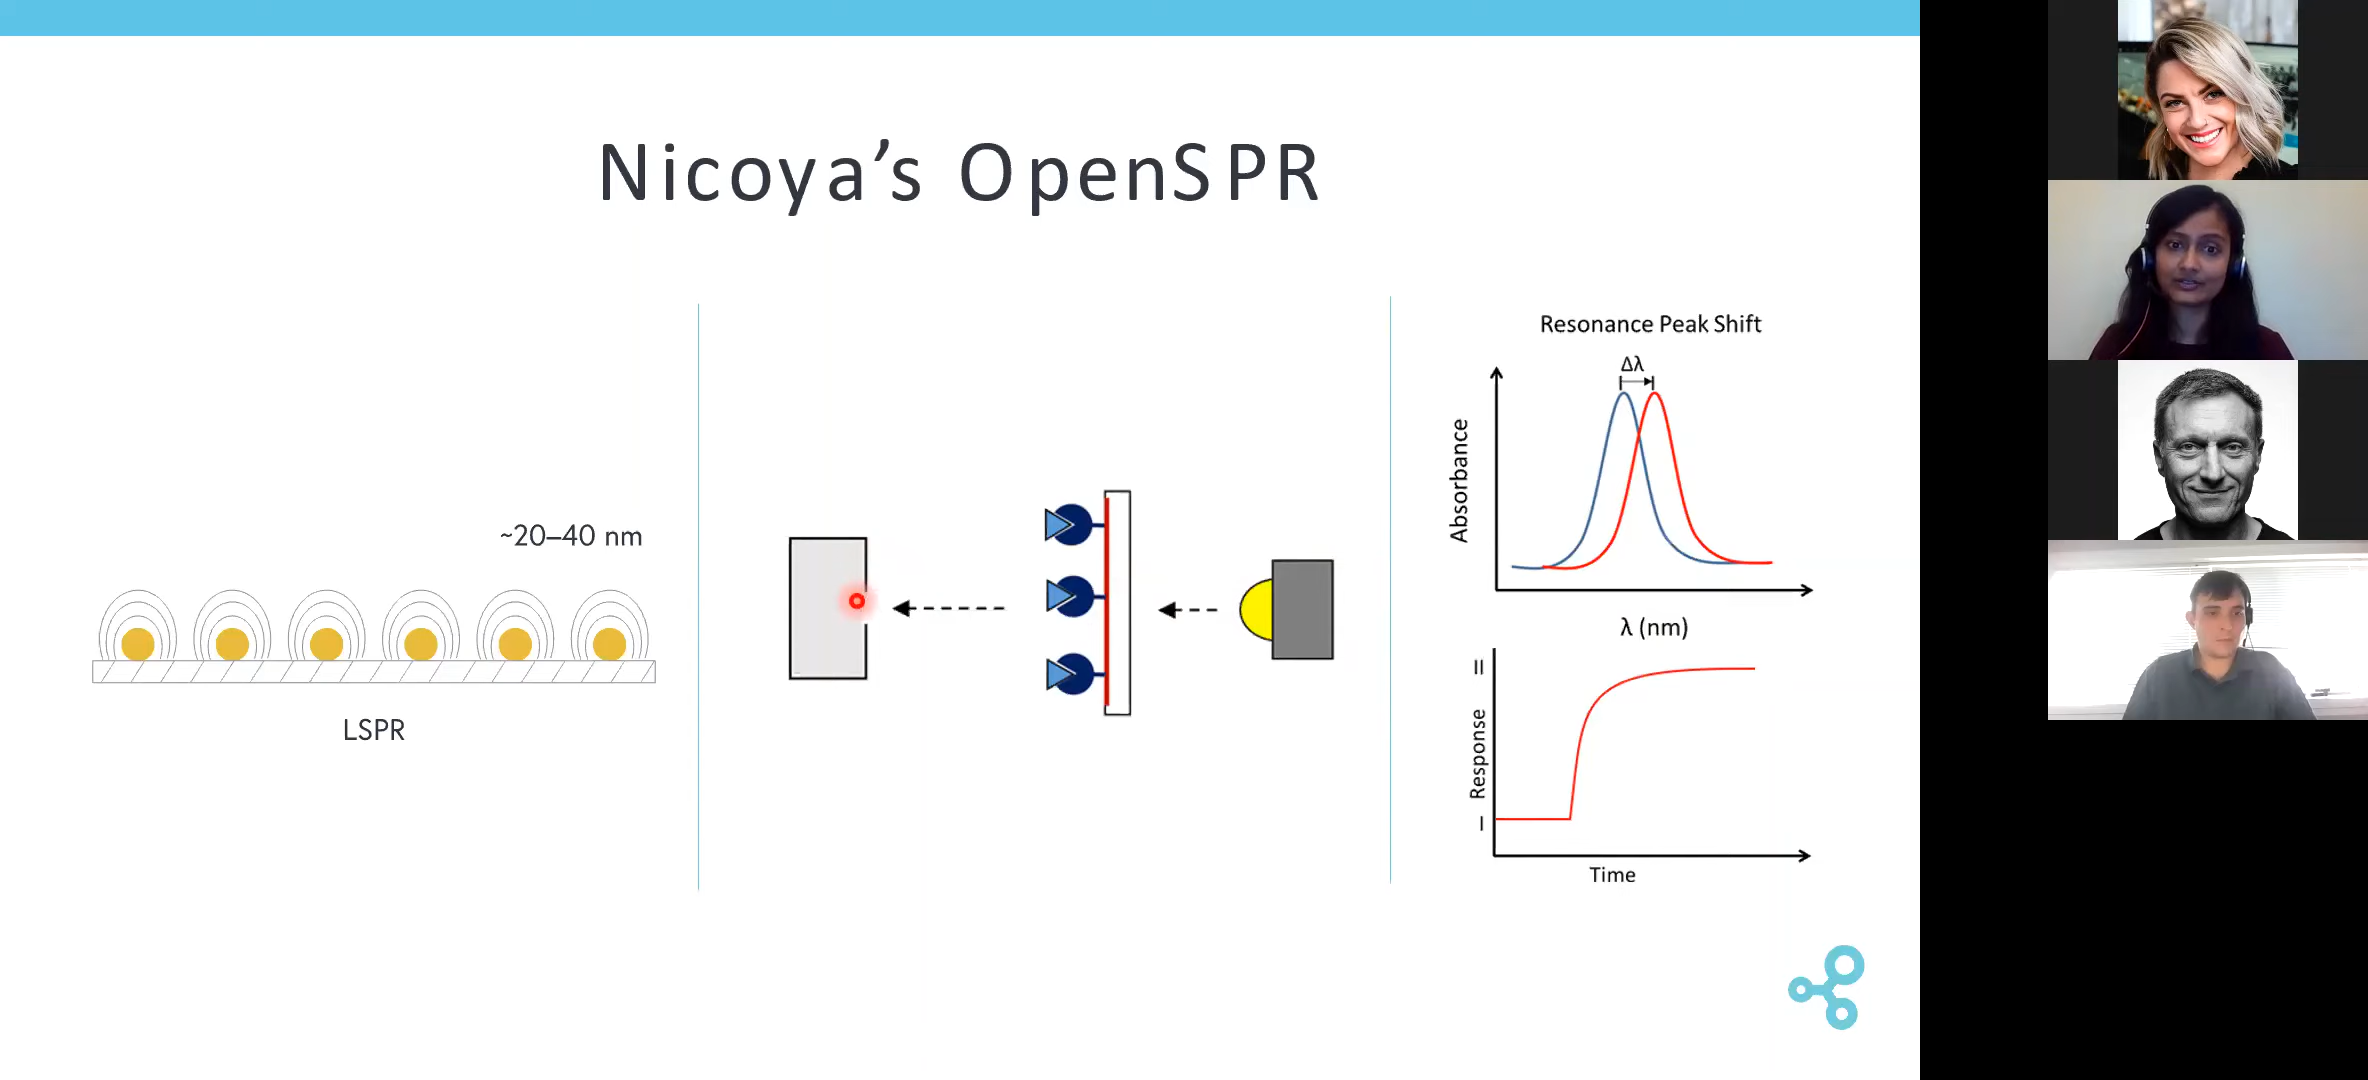 Nicoya’s OpenSPR
~20–40 nm
LSPR
Resonance Peak Shift
Δλ
Absorbance
λ (nm)
Response
Time